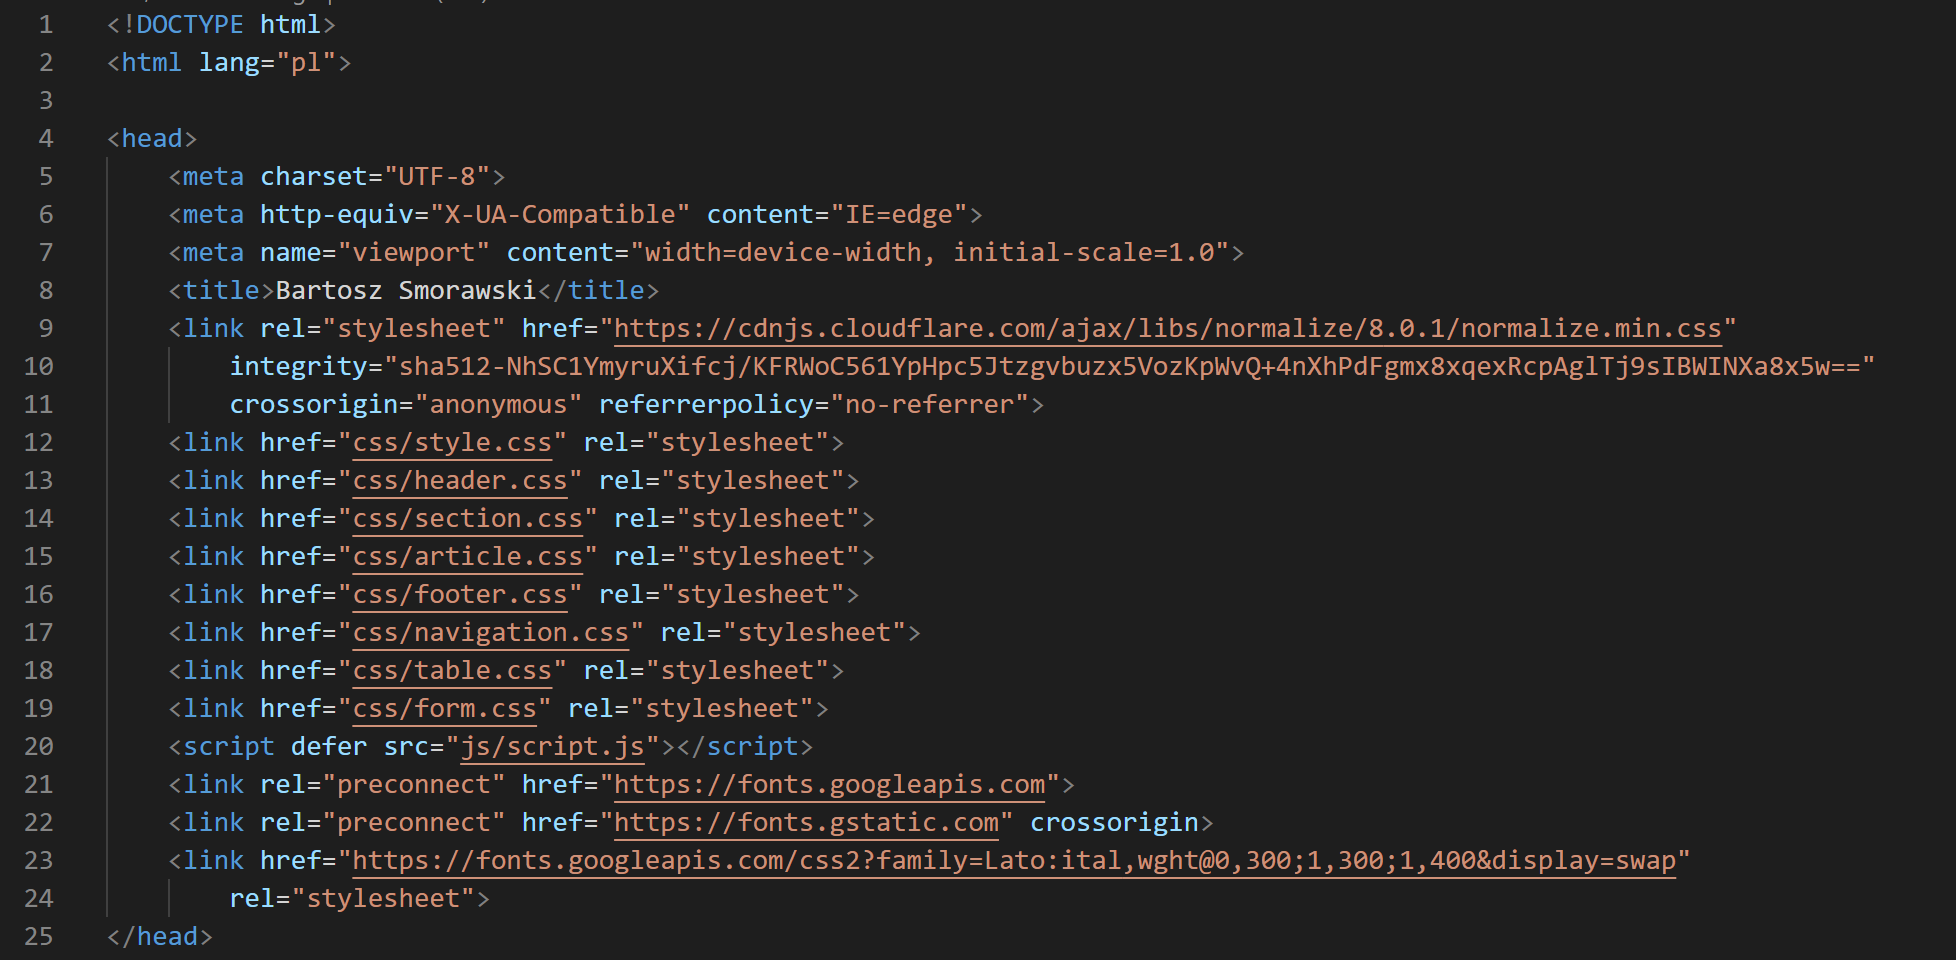 1 <!DOCTYPE html>
2 <html lang="pl">
3
4 <head>
5 <meta charset="UTF-8">
6 <meta http-equiv="X-UA-Compatible" content="IE=edge">
7 <meta name="viewport" content="width=device-width, initial-scale=1.0">
8 <title>Bartosz Smorawski</title>
9 <link rel="stylesheet" href="https://cdnjs.cloudflare.com/ajax/libs/normalize/8.0.1/normalize.min.css"
10 integrity="sha512-NhSC1YmyruXifcj/KFRWoC561YpHpc5Jtzgvbuzx5VozKpWvQ+4nXhPdFgmx8xqexRcpAglTj9sIBWINXa8x5w=="
11 crossorigin="anonymous" referrerpolicy="no-referrer">
12 <link href="css/style.css" rel="stylesheet">
13 <link href="css/header.css" rel="stylesheet">
14 <link href="css/section.css" rel="stylesheet">
15 <link href="css/article.css" rel="stylesheet">
16 <link href="css/footer.css" rel="stylesheet">
17 <link href="css/navigation.css" rel="stylesheet">
18 <link href="css/table.css" rel="stylesheet">
19 <link href="css/form.css" rel="stylesheet">
20 <script defer src="js/script.js"></script>
21 <link rel="preconnect" href="https://fonts.googleapis.com">
22 <link rel="preconnect" href="https://fonts.gstatic.com" crossorigin>
23 <link href="https://fonts.googleapis.com/css2?family=Lato:ital,wght@0,300;1,300;1,400&display=swap"
24 rel="stylesheet">
25 </head>